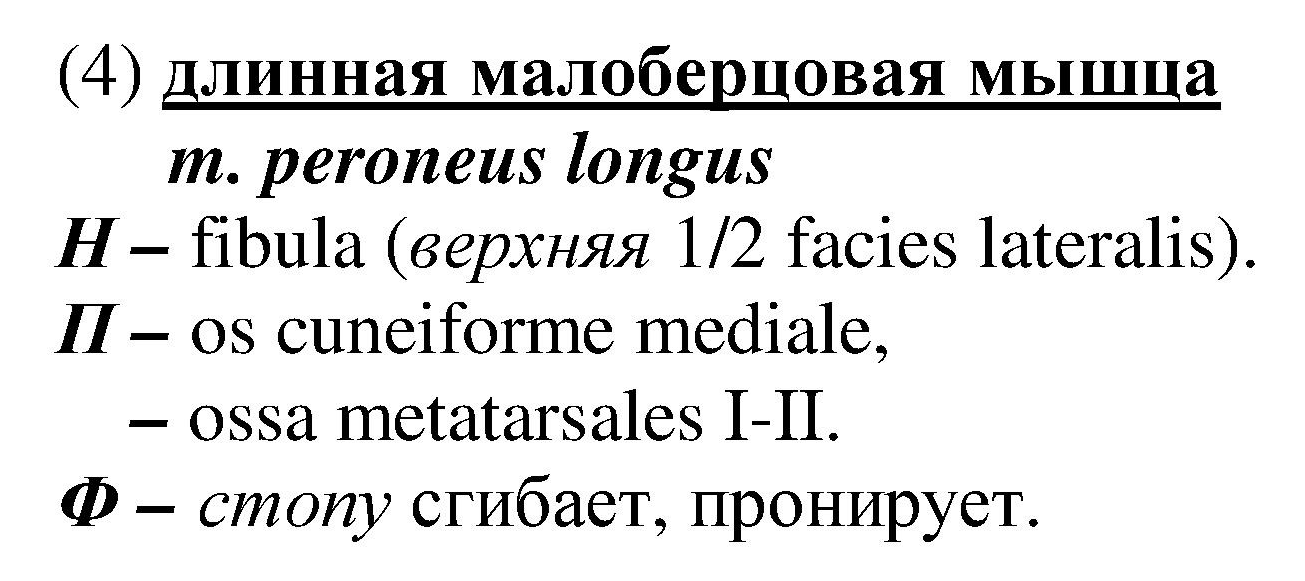 (4) длинная малоберцовая мышца
m. peroneus longus
Н – fibula (верхняя 1/2 facies lateralis).
П – os cuneiforme mediale,
– ossa metatarsales I-II.
Ф – стопу сгибает, пронирует.